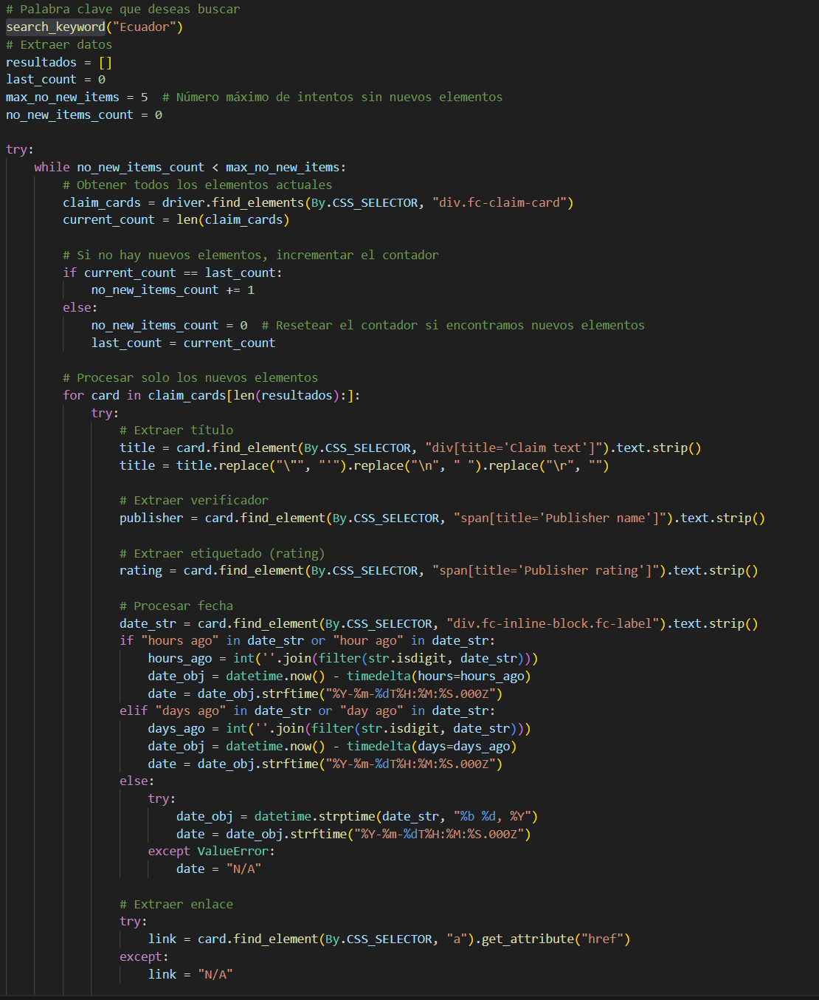 # Palabra clave que deseas buscar
search_keyword("Ecuador")
# Extraer datos
resultados = []
last_count = 0
max_no_new_items = 5  # Número máximo de intentos sin nuevos elementos
no_new_items_count = 0

try:
    while no_new_items_count < max_no_new_items:
        # Obtener todos los elementos actuales
        claim_cards = driver.find_elements(By.CSS_SELECTOR, "div.fc-claim-card")
        current_count = len(claim_cards)

        # Si no hay nuevos elementos, incrementar el contador
        if current_count == last_count:
            no_new_items_count += 1
        else:
            no_new_items_count = 0  # Resetear el contador si encontramos nuevos elementos
            last_count = current_count

        # Procesar solo los nuevos elementos
        for card in claim_cards[len(resultados):]:
            try:
                # Extraer título
                title = card.find_element(By.CSS_SELECTOR, "div[title='Claim text']").text.strip()
                title = title.replace("\"", "'").replace("\n", " ").replace("\r", "")

                # Extraer verificador
                publisher = card.find_element(By.CSS_SELECTOR, "span[title='Publisher name']").text.strip()

                # Extraer etiquetado (rating)
                rating = card.find_element(By.CSS_SELECTOR, "span[title='Publisher rating']").text.strip()

                # Procesar fecha
                date_str = card.find_element(By.CSS_SELECTOR, "div.fc-inline-block.fc-label").text.strip()
                if "hours ago" in date_str or "hour ago" in date_str:
                    hours_ago = int(''.join(filter(str.isdigit, date_str)))
                    date_obj = datetime.now() - timedelta(hours=hours_ago)
                    date = date_obj.strftime("%Y-%m-%dT%H:%M:%S.000Z")
                elif "days ago" in date_str or "day ago" in date_str:
                    days_ago = int(''.join(filter(str.isdigit, date_str)))
                    date_obj = datetime.now() - timedelta(days=days_ago)
                    date = date_obj.strftime("%Y-%m-%dT%H:%M:%S.000Z")
                else:
                    try:
                        date_obj = datetime.strptime(date_str, "%b %d, %Y")
                        date = date_obj.strftime("%Y-%m-%dT%H:%M:%S.000Z")
                    except ValueError:
                        date = "N/A"

                # Extraer enlace
                try:
                    link = card.find_element(By.CSS_SELECTOR, "a").get_attribute("href")
                except:
                    link = "N/A"